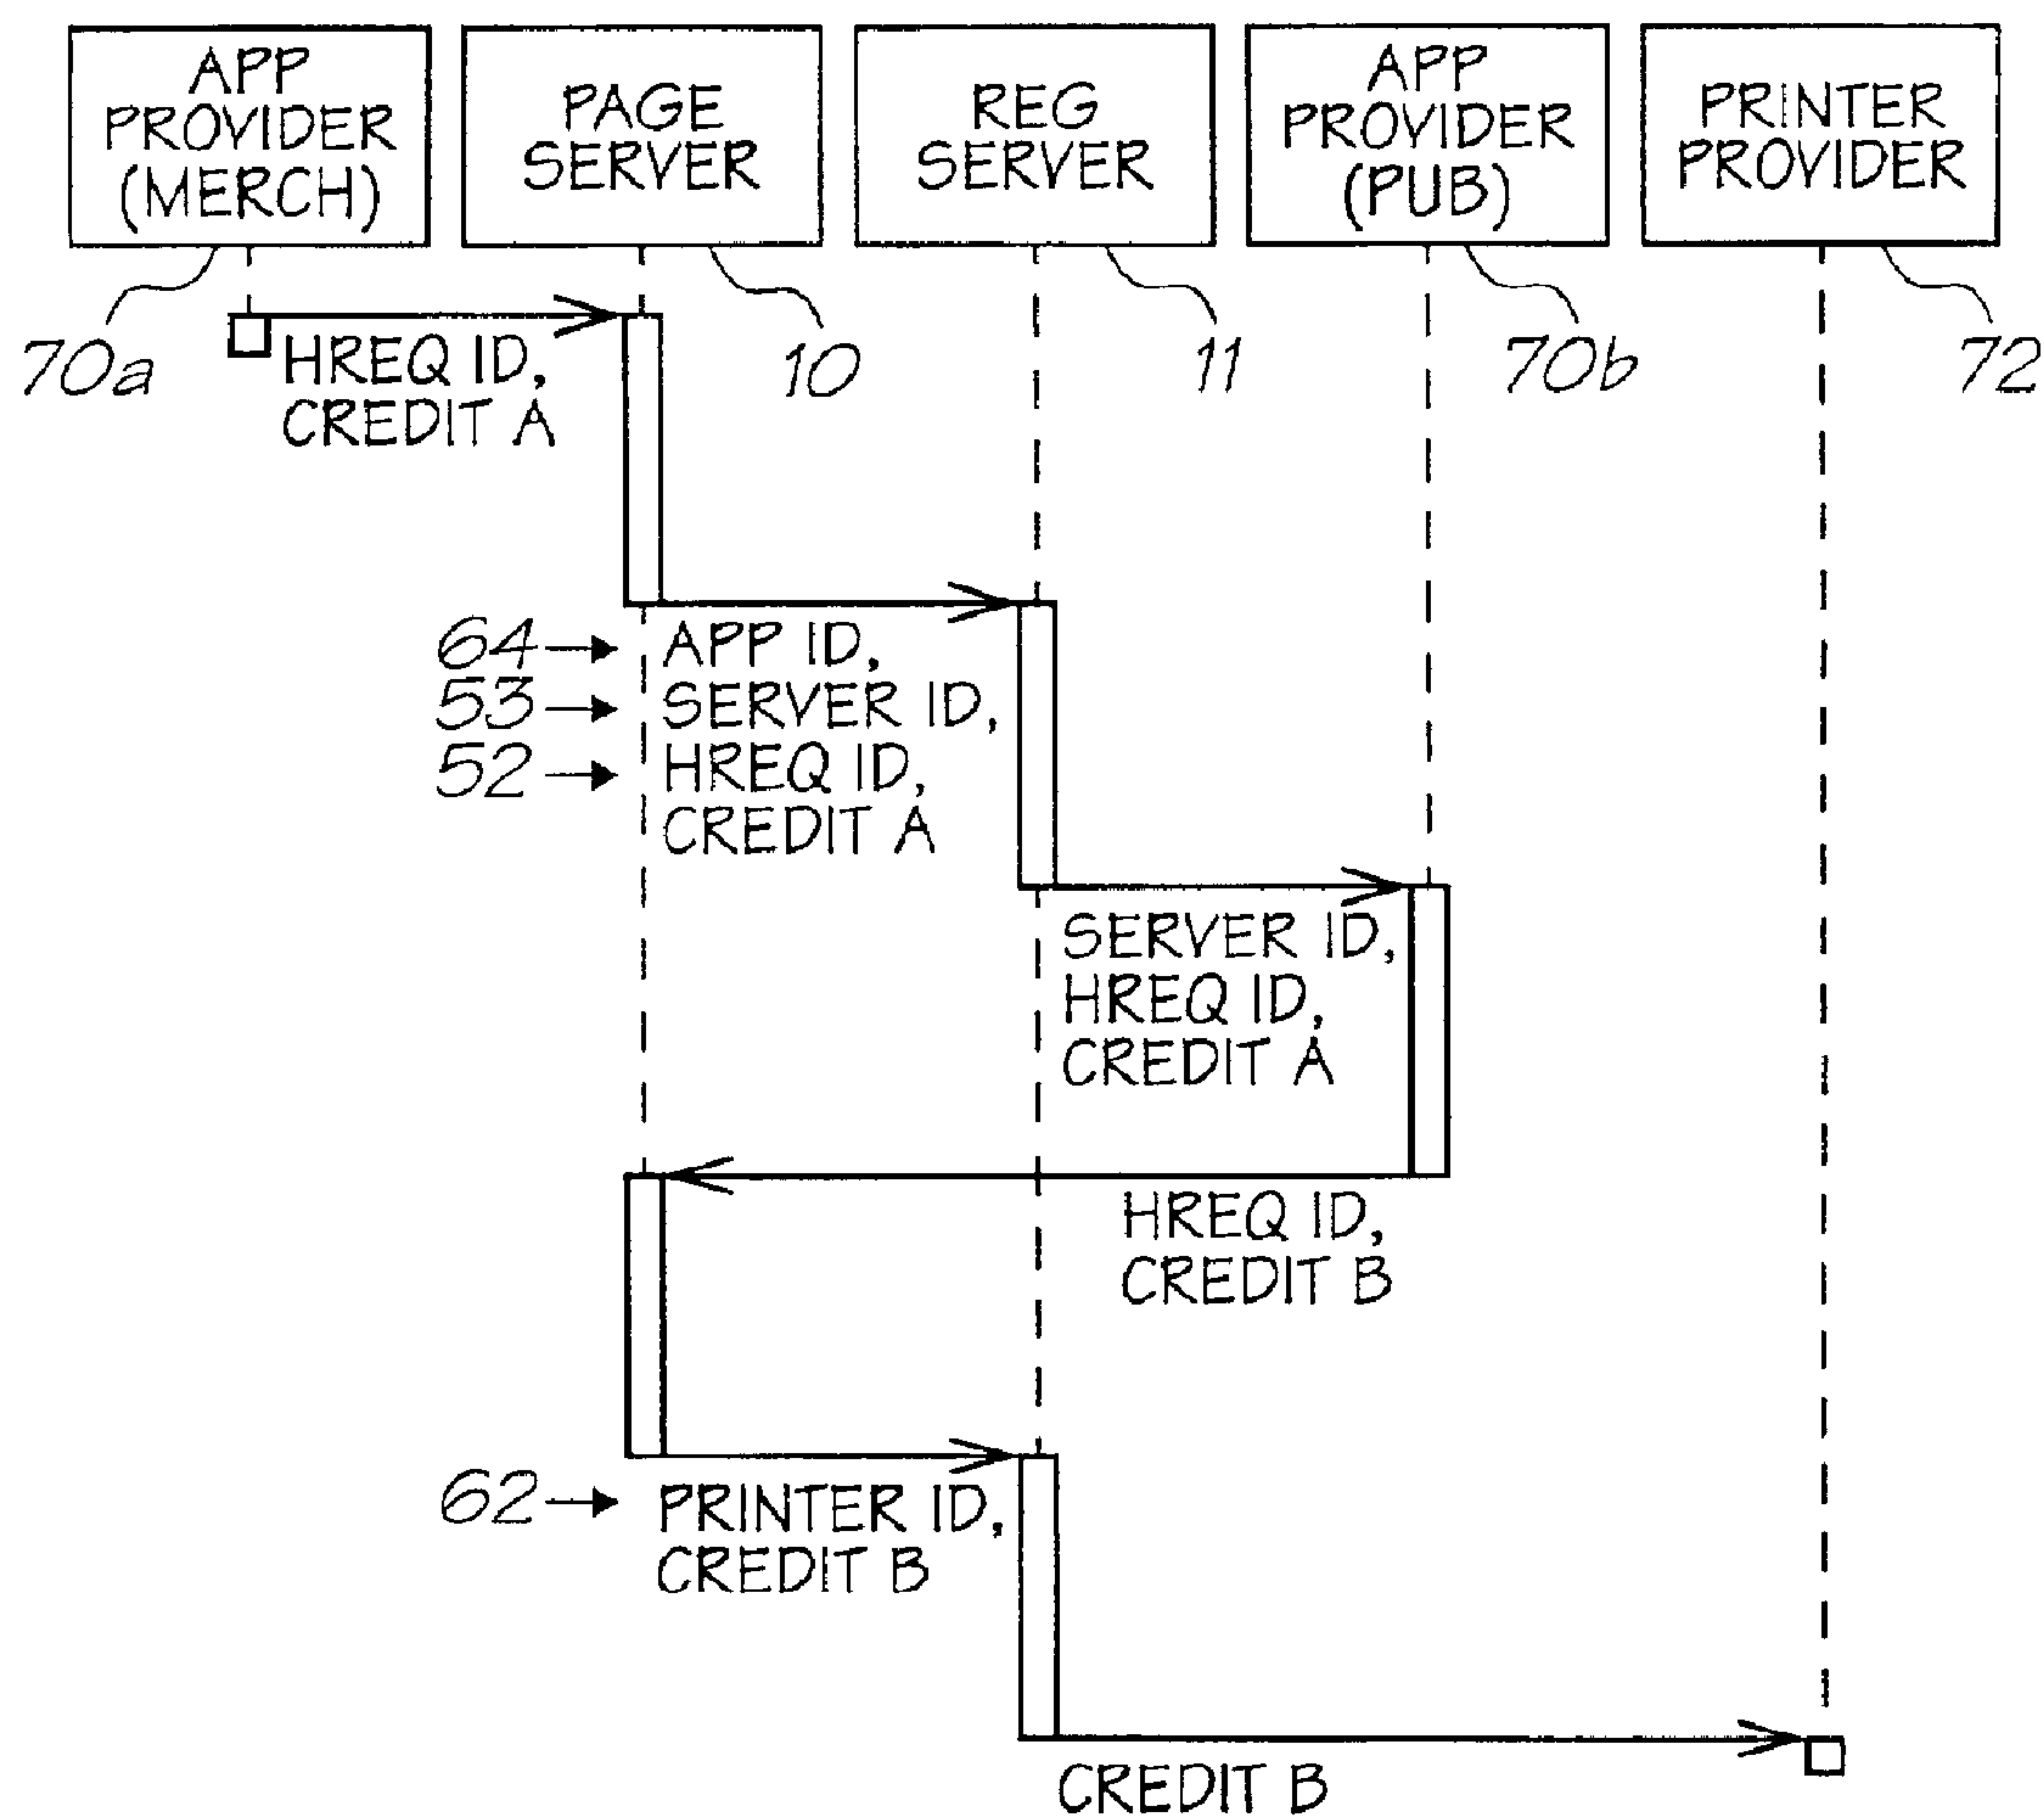 APP
PROVIDER
(MERCH)
PAGE
SERVER
REG
SERVER
APP
PROVIDER
(PUB)
PRINTER
PROVIDER
70a
10
11
70b
72
HREQ ID,
CREDIT A
64
APP ID,
53
SERVER ID,
52
HREQ ID,
CREDIT A
SERVER ID,
HREQ ID,
CREDIT A
HREQ ID,
CREDIT B
62
PRINTER ID,
CREDIT B
CREDIT B